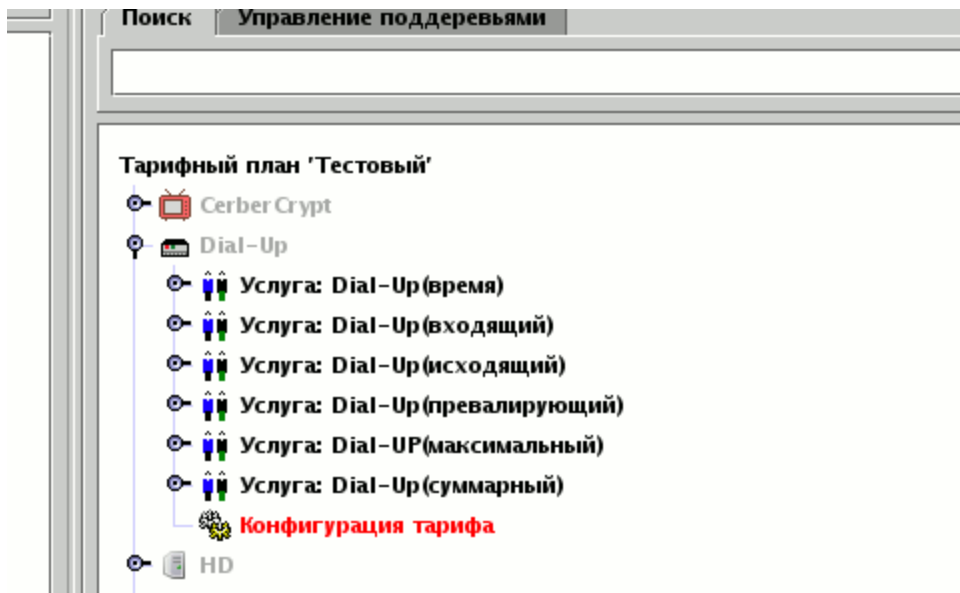 Поиск Управление поддеревьями
Тарифный план 'Тестовый'
CerberCrypt
Dial-Up
Услуга: Dial-Up(время)
Услуга: Dial-Up(входящий)
Услуга: Dial-Up(исходящий)
Услуга: Dial-Up(превалирующий)
Услуга: Dial-UP(максимальный)
Услуга: Dial-Up(суммарный)
Конфигурация тарифа
HD